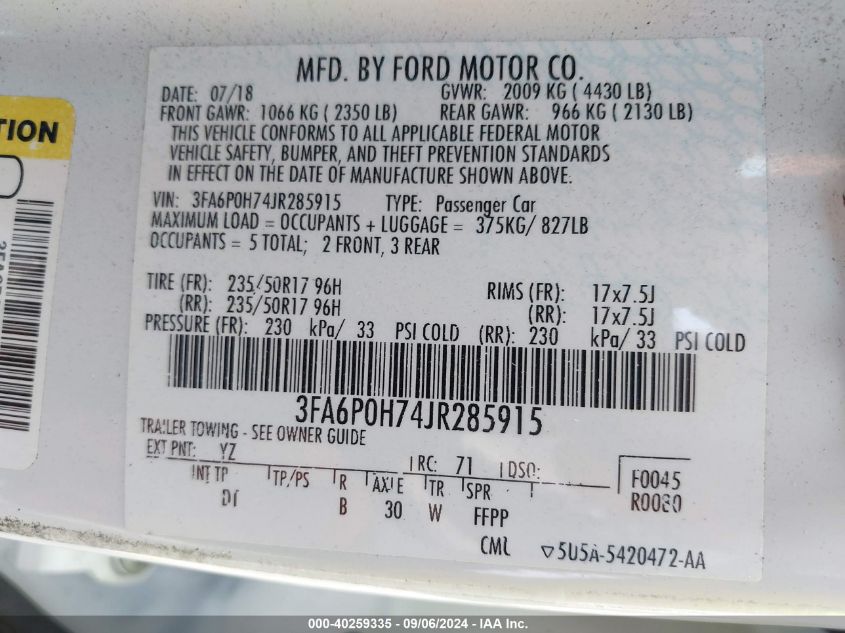 MFD. BY FORD MOTOR CO.
DATE: 07/18 GVWR: 2009 KG ( 4430 LB)
FRONT GAWR: 1066 KG ( 2350 LB) REAR GAWR: 966 KG ( 2130 LB)
THIS VEHICLE CONFORMS TO ALL APPLICABLE FEDERAL MOTOR
VEHICLE SAFETY, BUMPER, AND THEFT PREVENTION STANDARDS
IN EFFECT ON THE DATE OF MANUFACTURE SHOWN ABOVE.
VIN: 3FA6P0H74JR285915 TYPE: Passenger Car
MAXIMUM LOAD = OCCUPANTS + LUGGAGE = 375KG/ 827LB
OCCUPANTS = 5 TOTAL; 2 FRONT, 3 REAR
TIRE (FR): 235/50R17 96H RIMS (FR): 17x7.5J
(RR): 235/50R17 96H (RR): 17x7.5J
PRESSURE (FR): 230 kPa/ 33 PSI COLD (RR): 230 kPa/ 33 PSI COLD
3FA6P0H74JR285915
TRAILER TOWING - SEE OWNER GUIDE
EXT PNT: YZ RC: 71 DSO: F0045
INT TP TP/PS R AXLE TR SPR R0080
B 30 W FFPP
CML 5U5A-5420472-AA
000-40259335 - 09/06/2024 - IAA Inc.